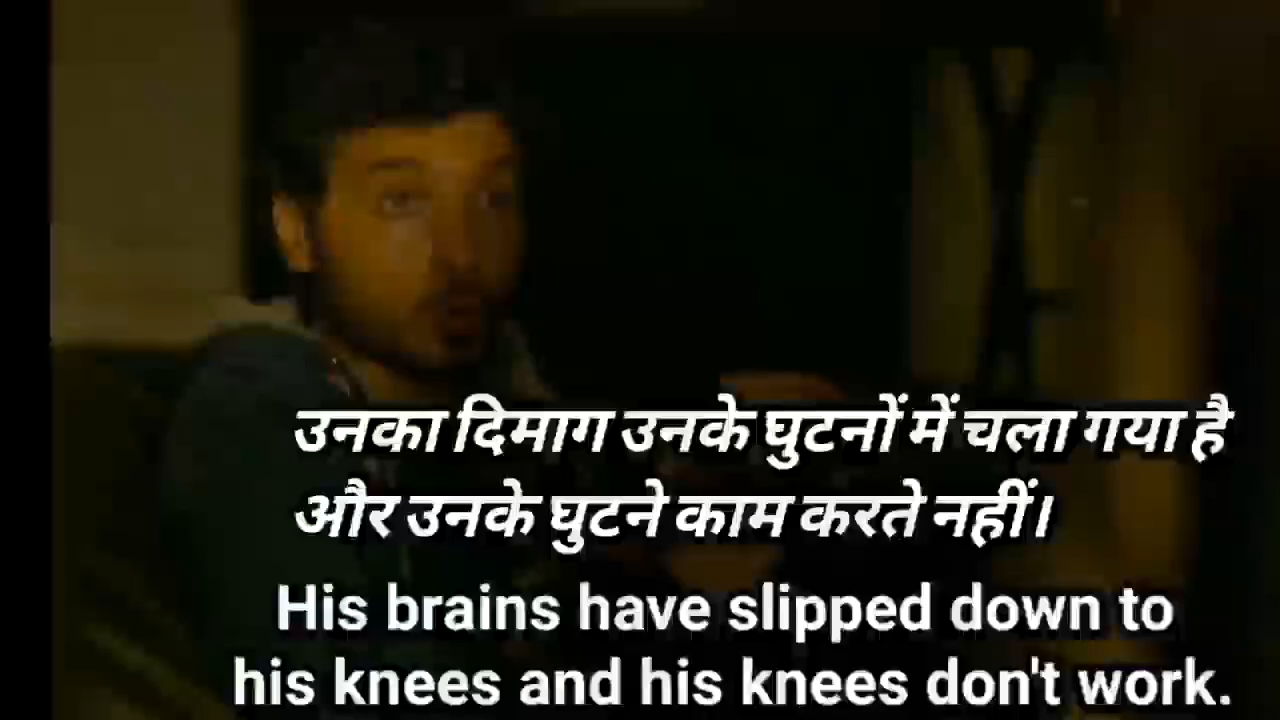 उनका दिमाग उनके घुटनों में चला गया है
और उनके घुटने काम करते नहीं।
His brains have slipped down to
his knees and his knees don't work.